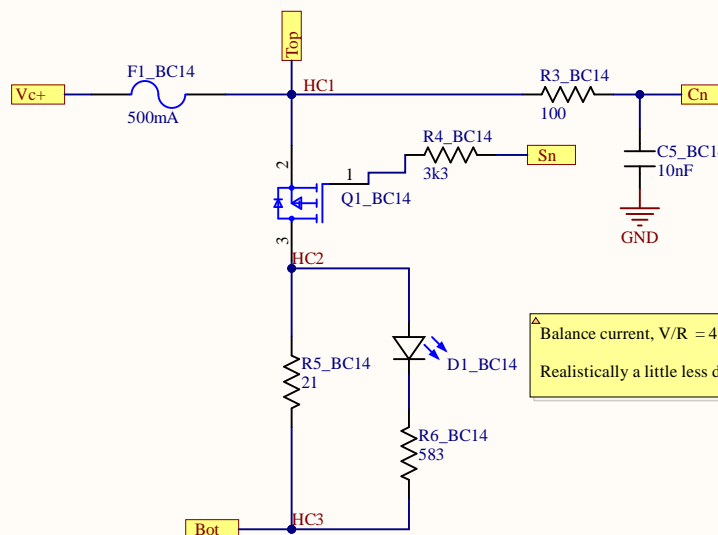 Top
F1_BC14
Vc+
500mA
HC1
R3_BC14
100
Cn
R4_BC14
3k3
Sn
C5_BC14
10nF
GND
2
1
Q1_BC14
3
HC2
R5_BC14
21
D1_BC14
R6_BC14
583
Balance current, V/R = 4
Realistically a little less
HC3
Bot